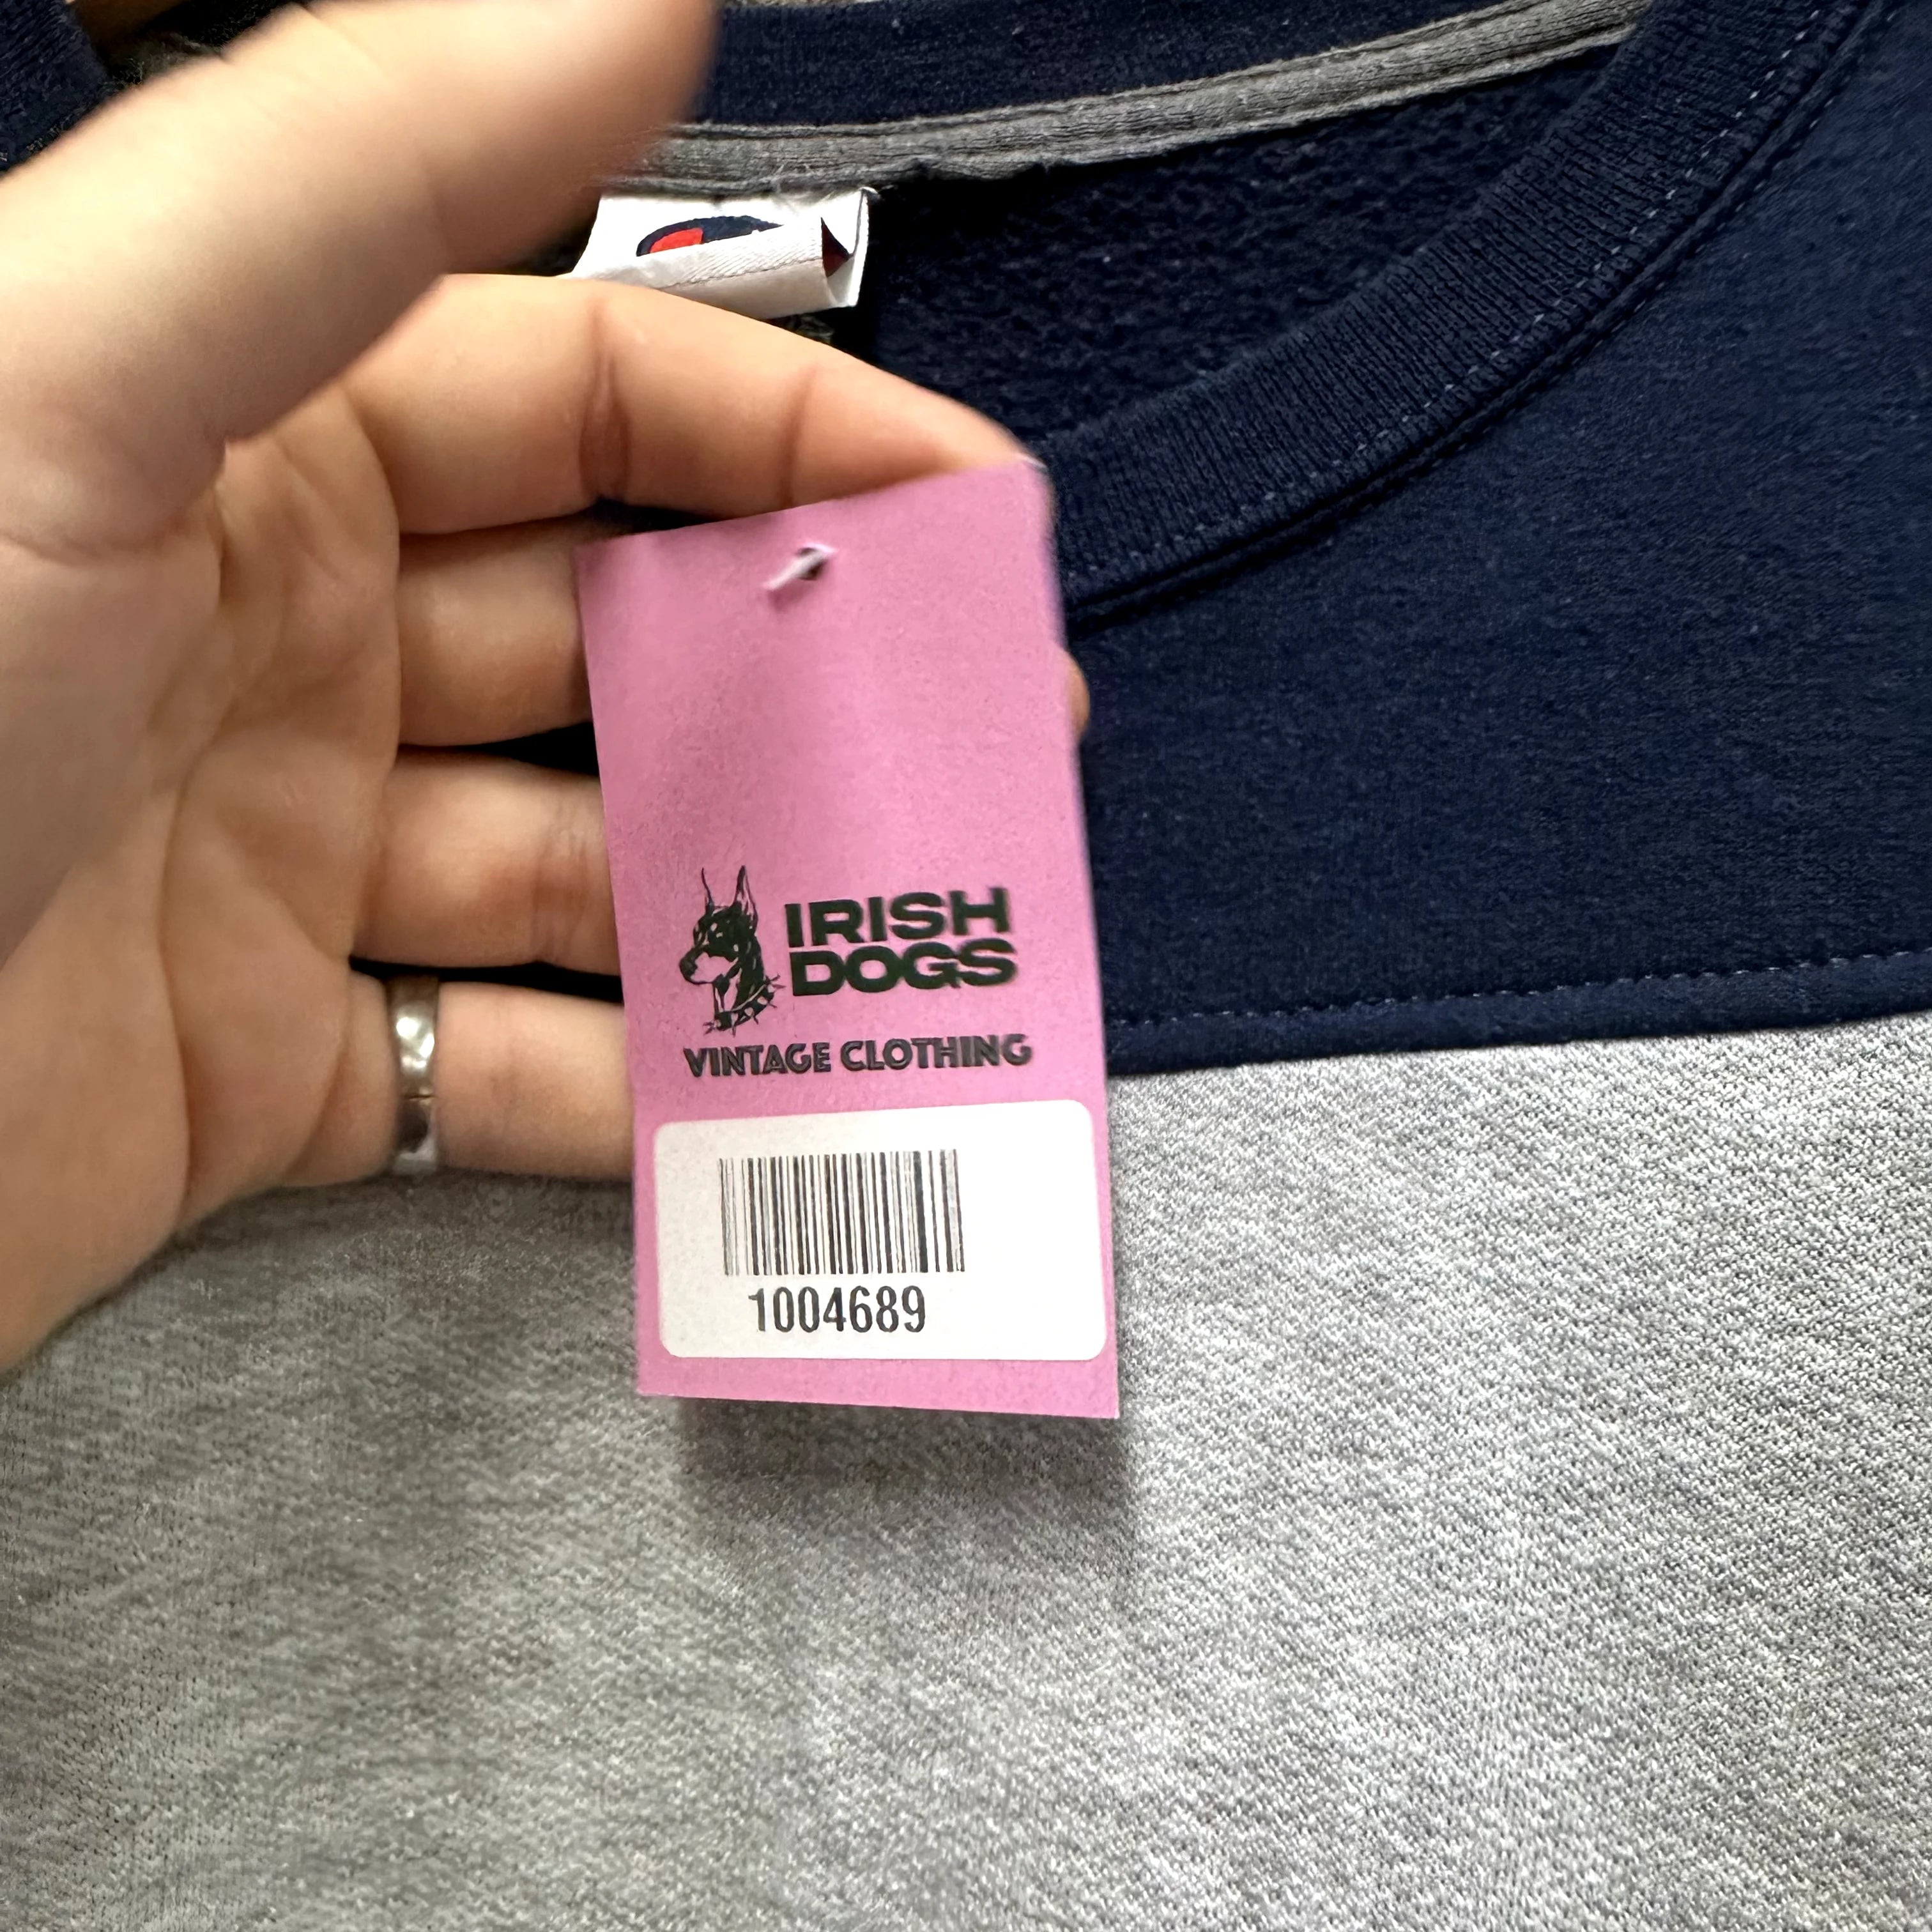 IRISH
DOGS
VINTAGE CLOTHING
1004689